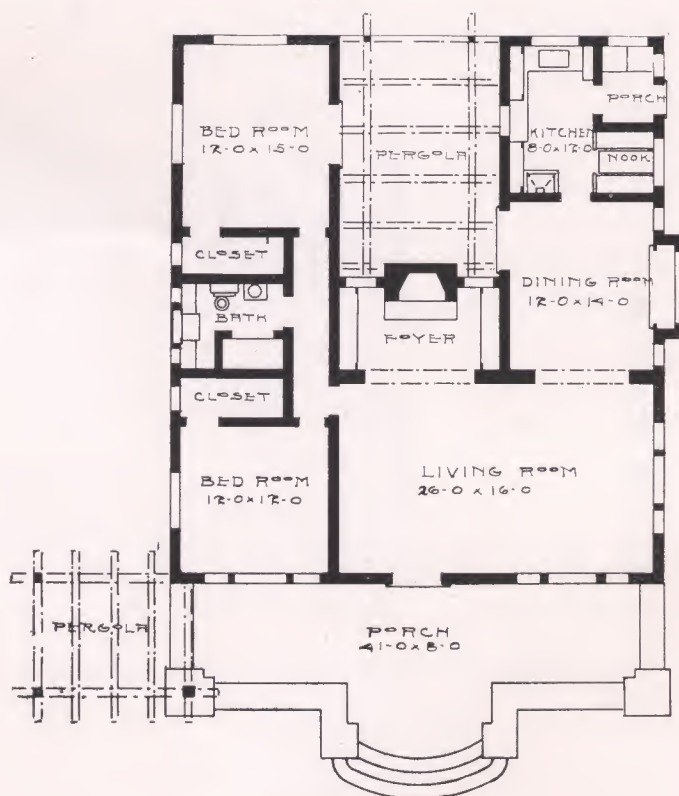 BED ROOM
12-0 x 15-0
PERGOLA
PORCH
KITCHEN
8-0 x 12-0
NOOK
CLOSET
DINING ROOM
12-0 x 14-0
BATH
FOYER
CLOSET
BED ROOM
12-0 x 12-0
LIVING ROOM
26-0 x 16-0
PERGOLA
PORCH
41-0 x 8-0